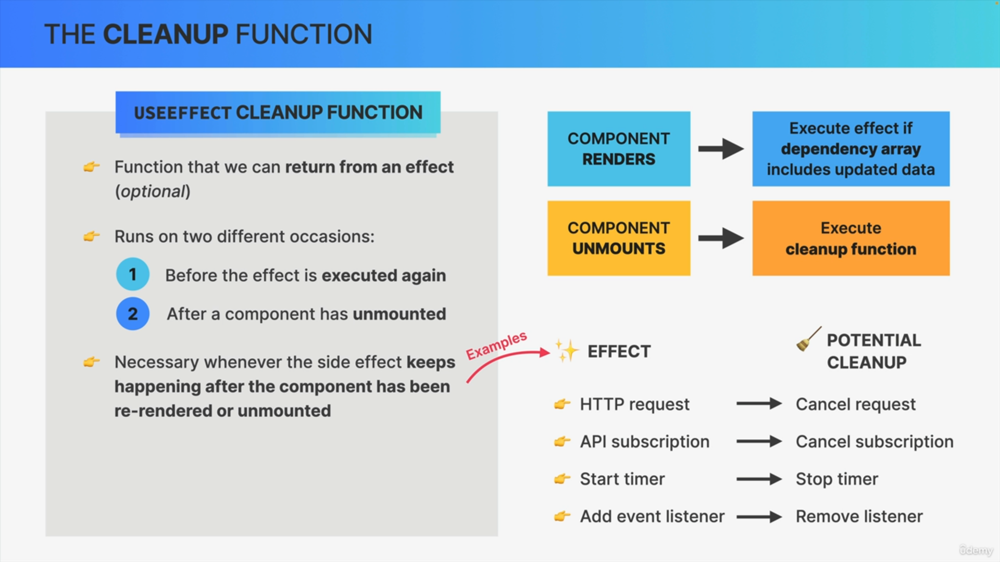 THE CLEANUP FUNCTION
USEEFFECT CLEANUP FUNCTION
Function that we can return from an effect
(optional)
Runs on two different occasions:
1 Before the effect is executed again
2 After a component has unmounted
Necessary whenever the side effect keeps
happening after the component has been
re-rendered or unmounted
COMPONENT
RENDERS
Execute effect if
dependency array
includes updated data
COMPONENT
UNMOUNTS
Execute
cleanup function
Examples
EFFECT
POTENTIAL
CLEANUP
HTTP request
Cancel request
API subscription
Cancel subscription
Start timer
Stop timer
Add event listener
Remove listener
ûdemy